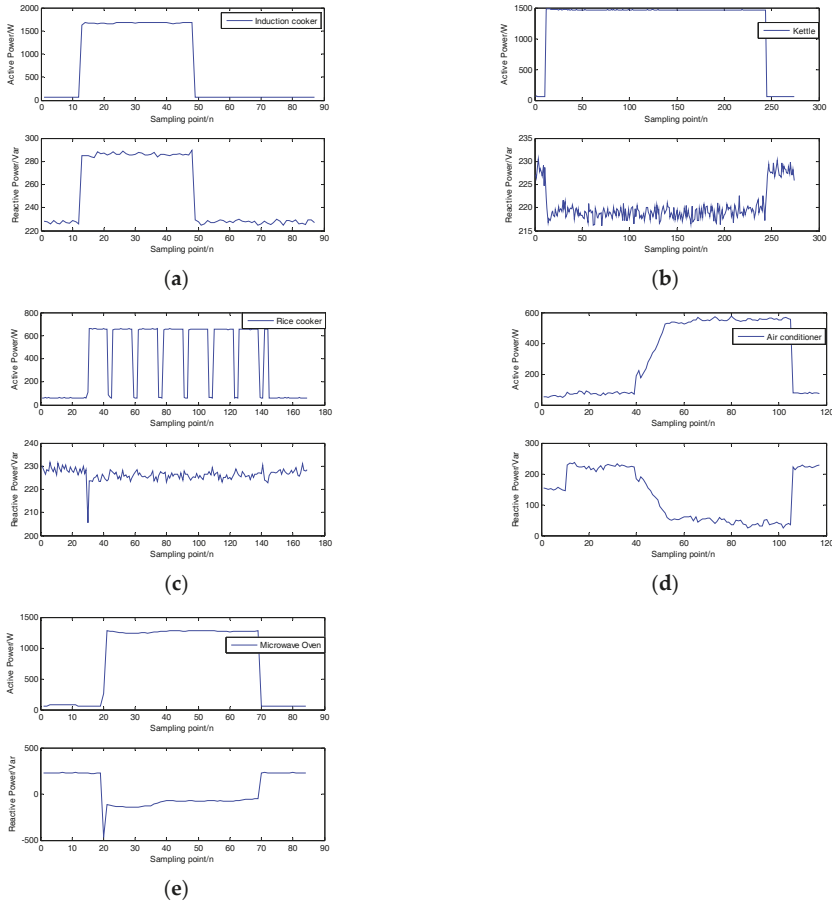 Active Power/W
2000
1500
1000
500
0
Induction cooker
0 10 20 30 40 50 60 70 80 90
Sampling point/n
Reactive Power/Var
300
280
260
240
220
0 10 20 30 40 50 60 70 80 90
Sampling point/n
(a)
Active Power/W
1500
1000
500
0
Kettle
0 50 100 150 200 250 300
Sampling point/n
Reactive Power/Var
235
230
225
220
215
0 50 100 150 200 250 300
Sampling point/n
(b)
Active Power/W
800
600
400
200
0
Rice cooker
0 20 40 60 80 100 120 140 160 180
Sampling point/n
Reactive Power/Var
240
230
220
210
200
0 20 40 60 80 100 120 140 160 180
Sampling point/n
(c)
Active Power/W
600
400
200
0
Air conditioner
0 20 40 60 80 100 120
Sampling point/n
Reactive Power/Var
300
200
100
0
0 20 40 60 80 100 120
Sampling point/n
(d)
Active Power/W
1500
1000
500
0
Microwave Oven
0 10 20 30 40 50 60 70 80 90
Sampling point/n
Reactive Power/Var
500
0
-500
0 10 20 30 40 50 60 70 80 90
Sampling point/n
(e)